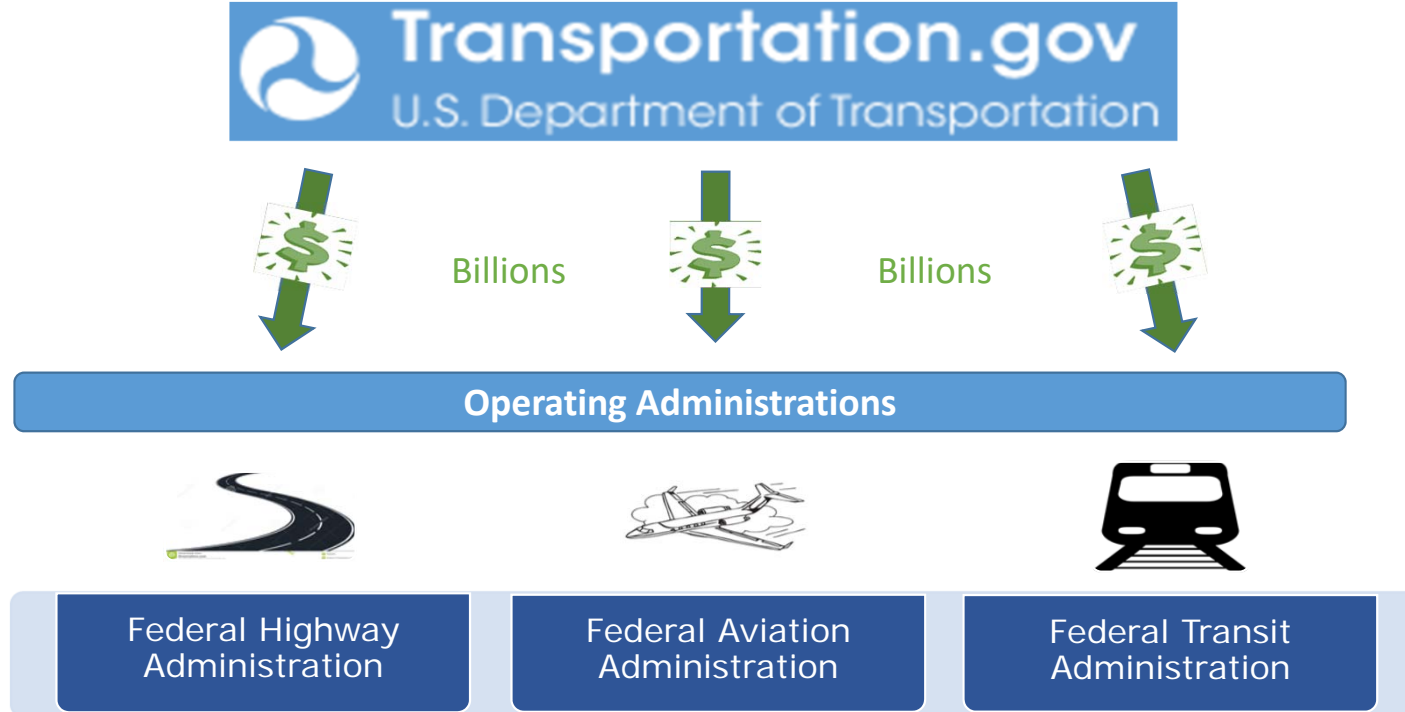 Transportation.gov
U.S. Department of Transportation
$
$
$
Billions
Billions
Operating Administrations
Federal Highway
Administration
Federal Aviation
Administration
Federal Transit
Administration